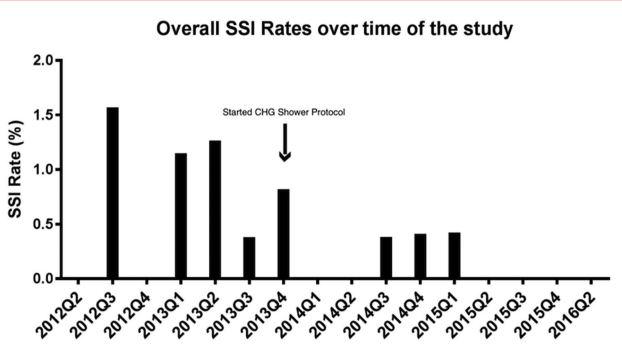 Overall SSI Rates over time of the study
2.0
1.5
1.0
0.5
0.0
SSI Rate (%)
Started CHG Shower Protocol
2012Q2
2012Q3
2012Q4
2013Q1
2013Q2
2013Q3
2013Q4
2014Q1
2014Q2
2014Q3
2014Q4
2015Q1
2015Q2
2015Q3
2015Q4
2016Q2